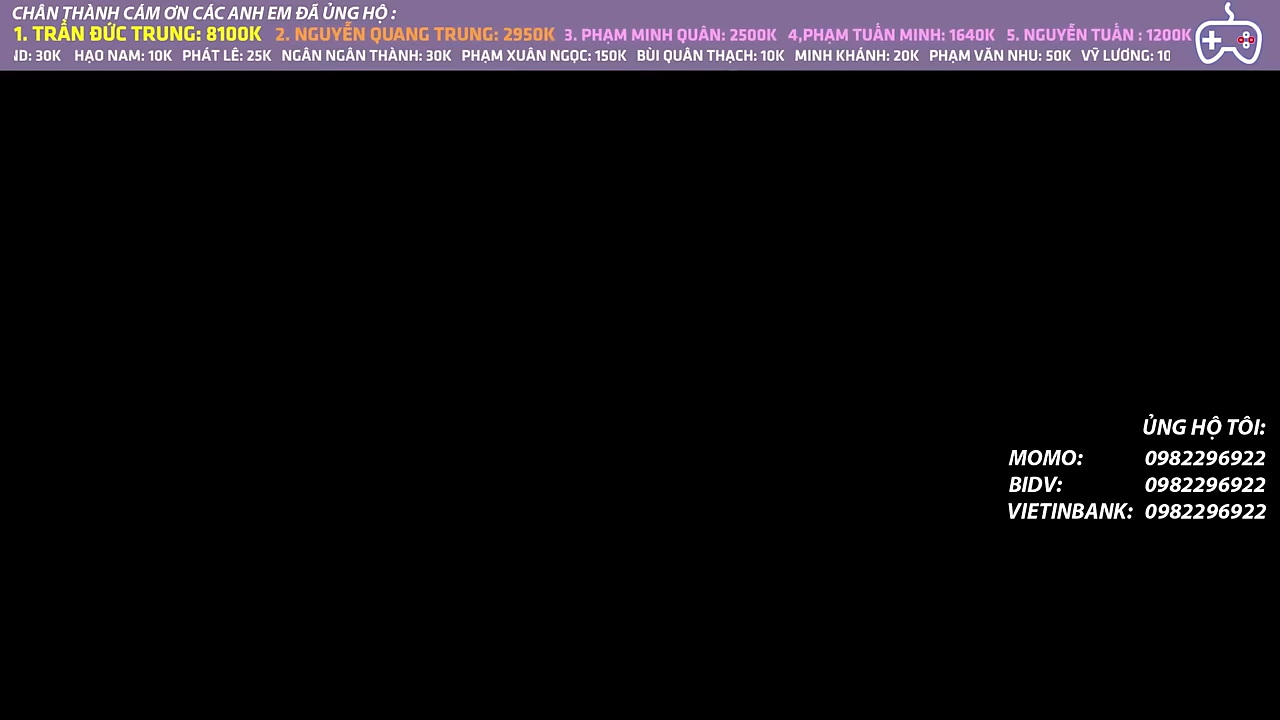 CHÂN THÀNH CÁM ƠN CÁC ANH EM ĐÃ ỦNG HỘ :
1. TRẦN ĐỨC TRUNG: 8100K 2. NGUYỄN QUANG TRUNG: 2950K 3. PHẠM MINH QUÂN: 2500K 4,PHẠM TUẤN MINH: 1640K 5. NGUYỄN TUẤN : 1200K
: 30K HẠO NAM: 10K PHÁT LÊ: 25K NGÂN NGÂN THÀNH: 30K PHẠM XUÂN NGỌC: 150K BÙI QUÂN THẠCH: 10K MINH KHÁNH: 20K PHẠM VĂN NHU: 50K VỸ LƯƠNG:
ỦNG HỘ TÔI:
MOMO: 0982296922
BIDV: 0982296922
VIETINBANK: 0982296922